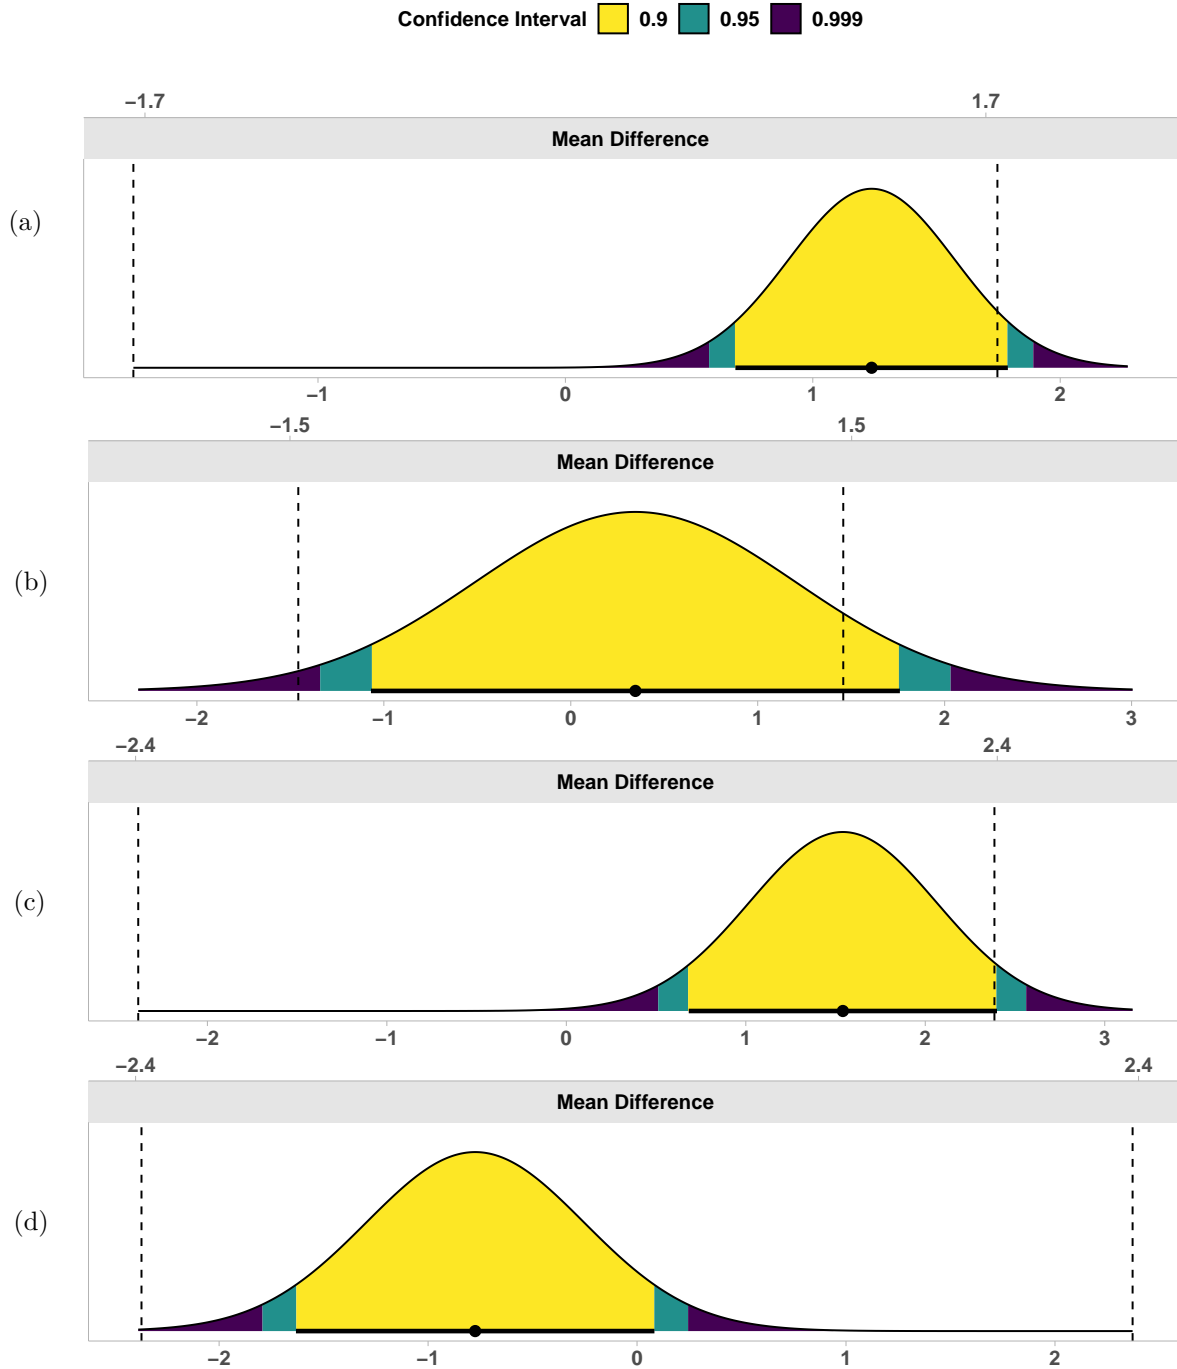 Confidence Interval 0.9 0.95 0.999
−1.7 1.7
Mean Difference
(a)
−1 0 1 2
−1.5 1.5
Mean Difference
(b)
−2 −1 0 1 2 3
−2.4 2.4
Mean Difference
(c)
−2 −1 0 1 2 3
−2.4 2.4
Mean Difference
(d)
−2 −1 0 1 2